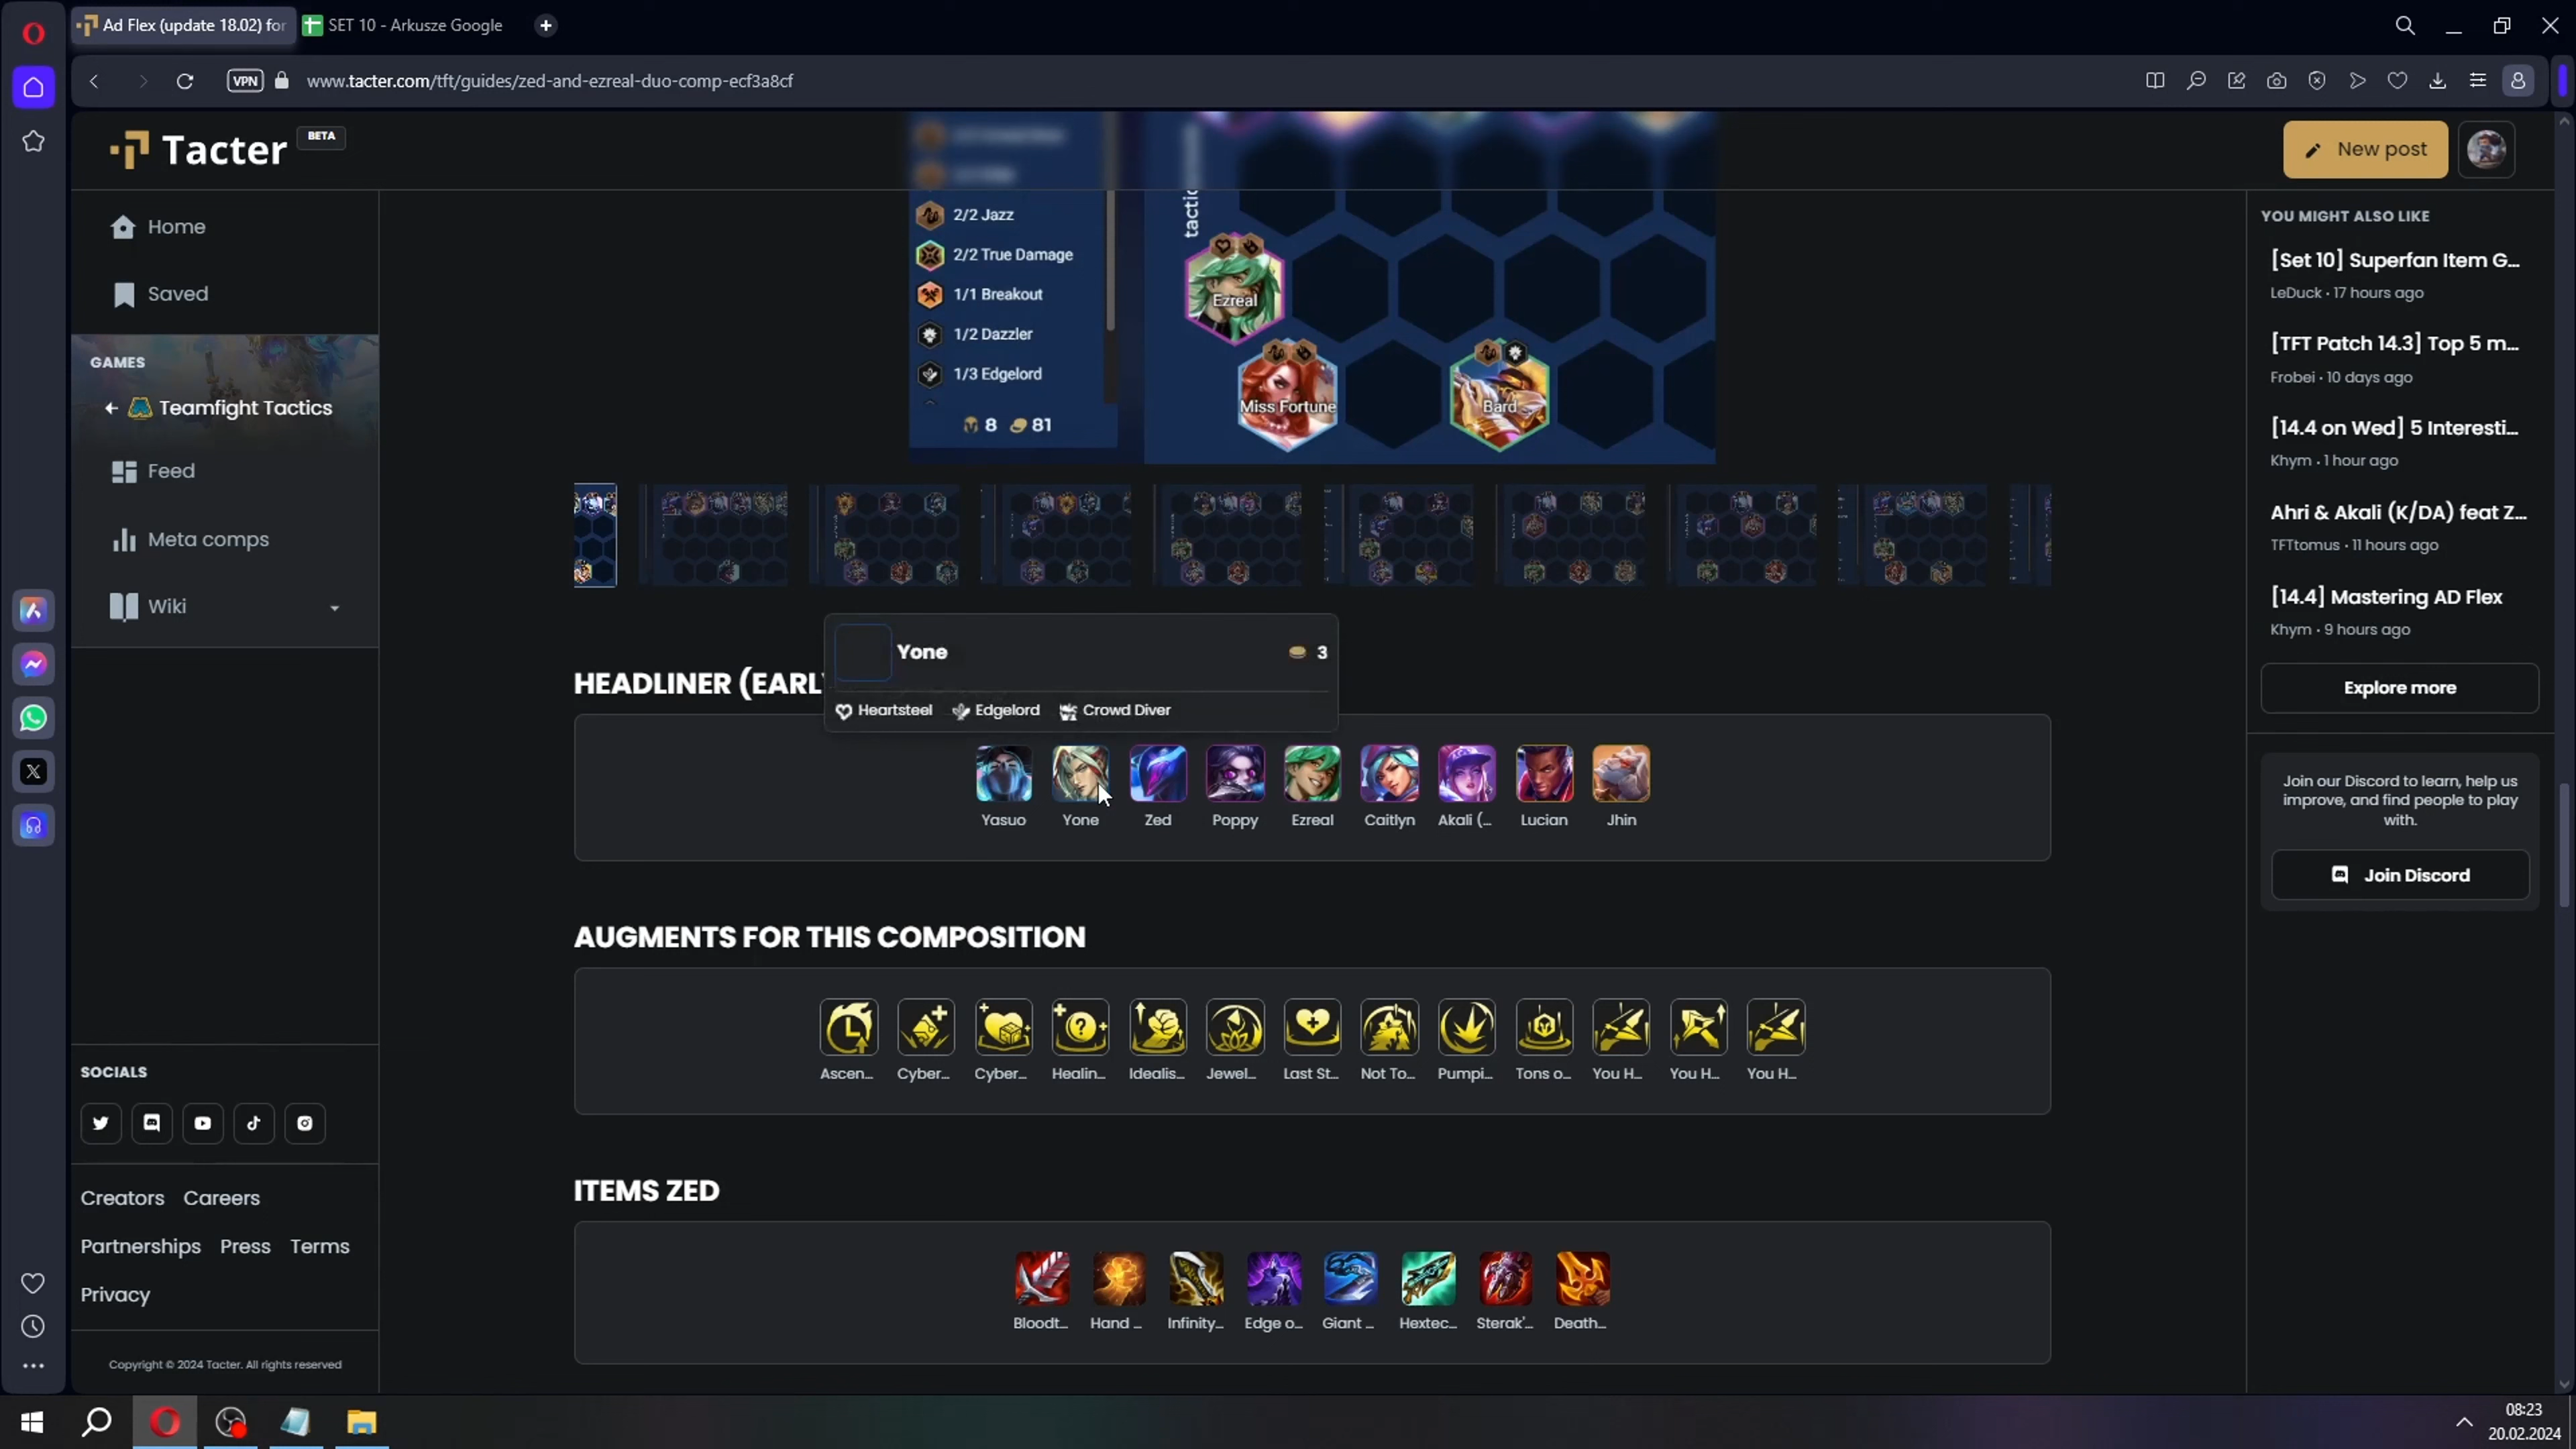 Ad Flex (update 18.02) for
SET 10 - Arkusze Google
VPN
www.tacter.com/tft/guides/zed-and-ezreal-duo-comp-ecf3a8cf
Tacter
BETA
New post
Home
Saved
GAMES
Teamfight Tactics
Feed
Meta comps
Wiki
SOCIALS
Creators Careers
Partnerships Press Terms
Privacy
Copyright © 2024 Tacter. All rights reserved
2/2 Jazz
2/2 True Damage
1/1 Breakout
1/2 Dazzler
1/3 Edgelord
8 81
tactic
Ezreal
Miss Fortune
Bard
Yone
3
Heartsteel Edgelord Crowd Diver
HEADLINER (EARLY
Yasuo Yone Zed Poppy Ezreal Caitlyn Akali (... Lucian Jhin
AUGMENTS FOR THIS COMPOSITION
Ascen... Cyber... Cyber... Healin... Idealis... Jewel... Last St... Not To... Pumpi... Tons o... You H... You H... You H...
ITEMS ZED
Bloodt... Hand ... Infinity... Edge o... Giant ... Hextec... Sterak'... Death...
YOU MIGHT ALSO LIKE
[Set 10] Superfan Item G...
LeDuck • 17 hours ago
[TFT Patch 14.3] Top 5 m...
Frobei • 10 days ago
[14.4 on Wed] 5 Interesti...
Khym • 1 hour ago
Ahri & Akali (K/DA) feat Z...
TFTtomus • 11 hours ago
[14.4] Mastering AD Flex
Khym • 9 hours ago
Explore more
Join our Discord to learn, help us
improve, and find people to play
with.
Join Discord
08:23
20.02.2024